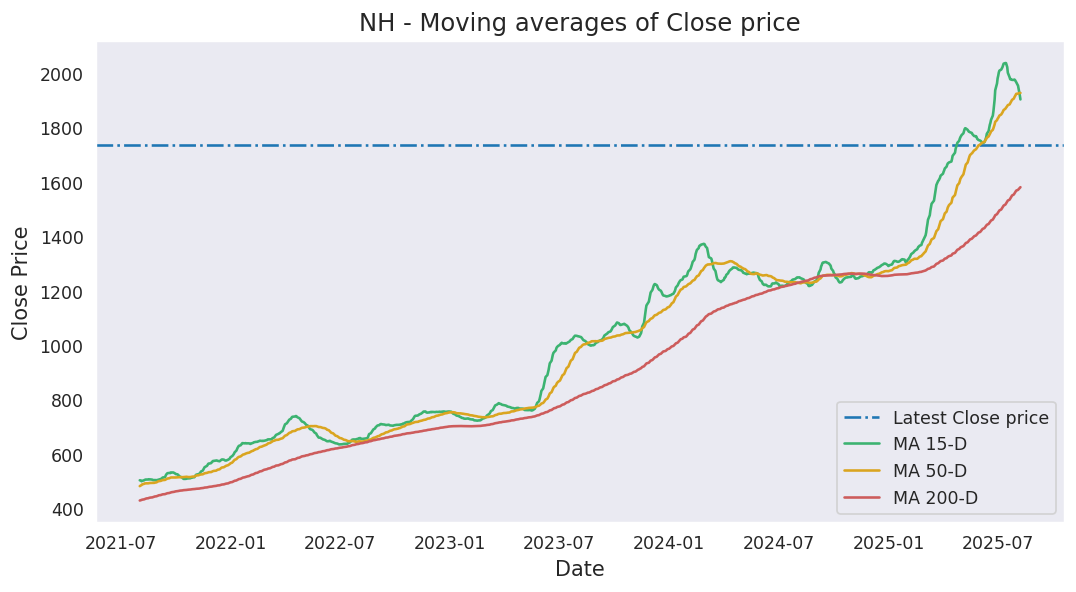 NH - Moving averages of Close price
Close Price
2000
1800
1600
1400
1200
1000
800
600
400
Latest Close price
MA 15-D
MA 50-D
MA 200-D
2021-07 2022-01 2022-07 2023-01 2023-07 2024-01 2024-07 2025-01 2025-07
Date